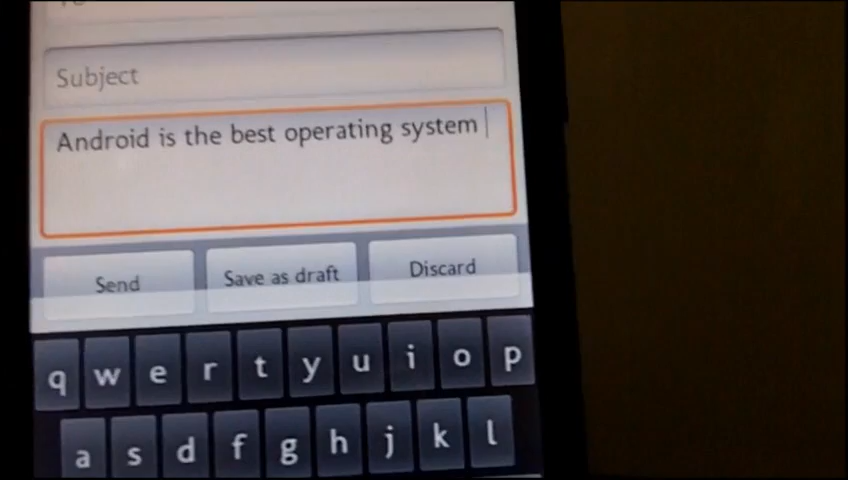 Subject
Android is the best operating system
Send Save as draft Discard
q w e r t y u i o p
a s d f g h j k l